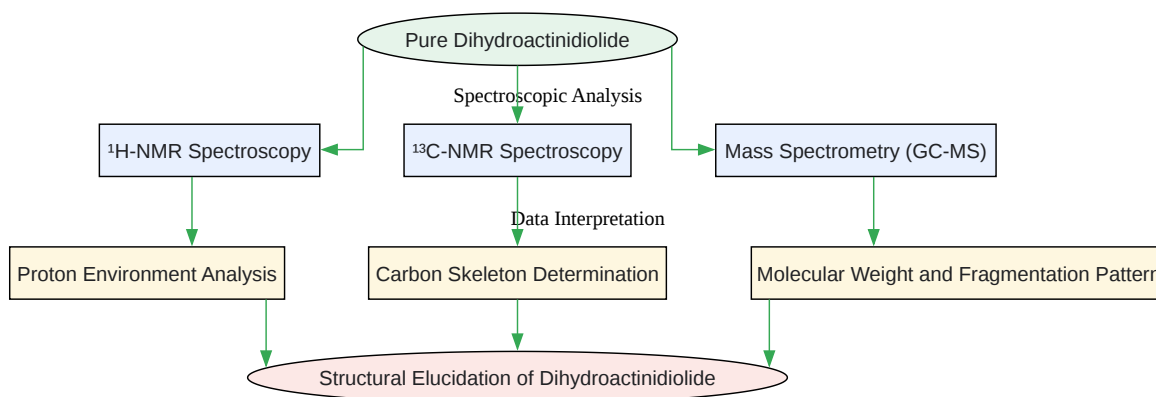 Pure Dihydroactinidiolide
Spectroscopic Analysis
¹H-NMR Spectroscopy
¹³C-NMR Spectroscopy
Mass Spectrometry (GC-MS)
Data Interpretation
Proton Environment Analysis
Carbon Skeleton Determination
Molecular Weight and Fragmentation Pattern
Structural Elucidation of Dihydroactinidiolide